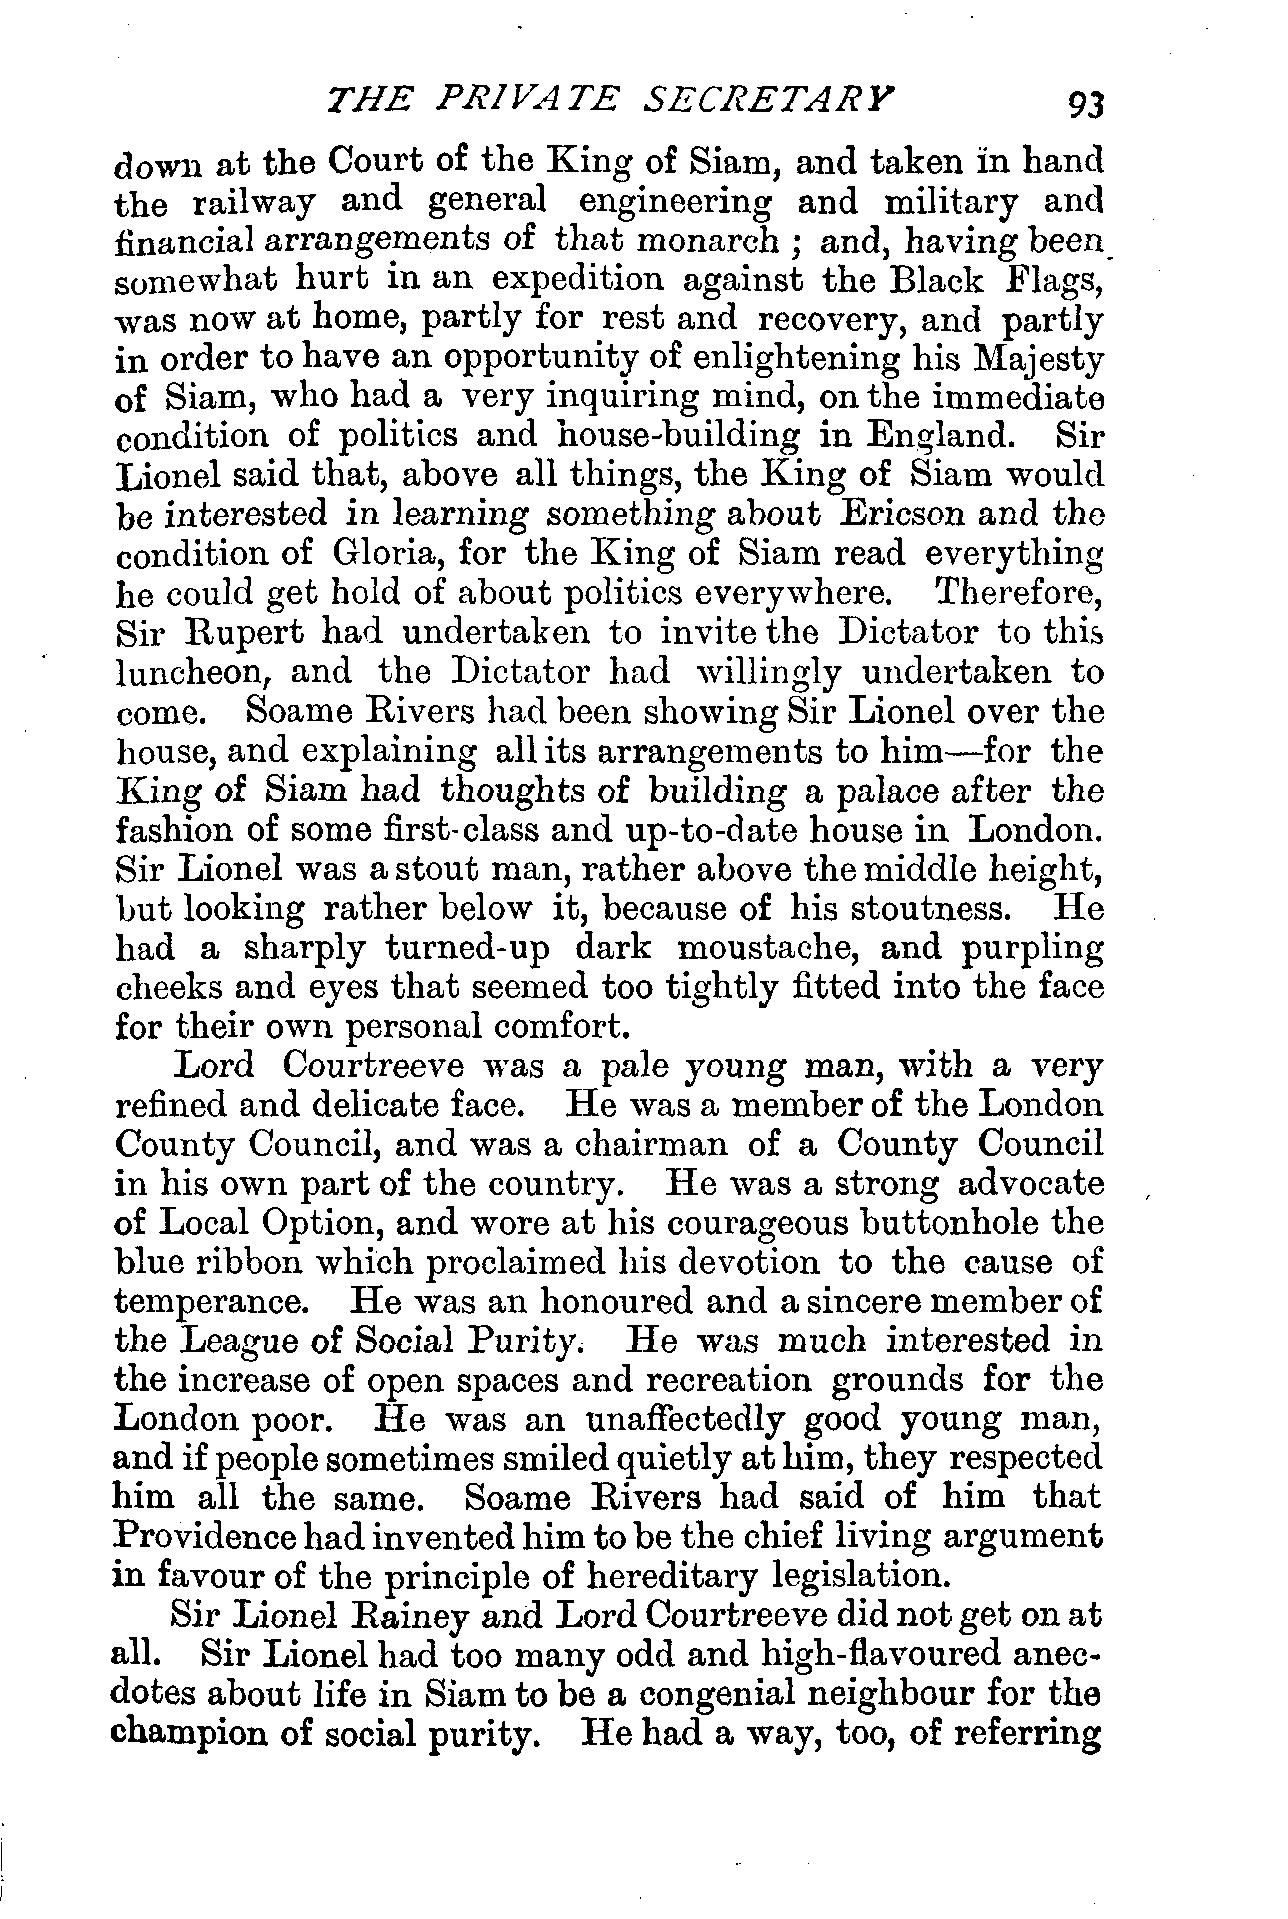 THE PRIVATE SECRETARY 93
down at the Court of the King of Siam, and taken in hand
the railway and general engineering and military and
financial arrangements of that monarch ; and, having been
somewhat hurt in an expedition against the Black Flags,
was now at home, partly for rest and recovery, and partly
in order to have an opportunity of enlightening his Majesty
of Siam, who had a very inquiring mind, on the immediate
condition of politics and house-building in England. Sir
Lionel said that, above all things, the King of Siam would
be interested in learning something about Ericson and the
condition of Gloria, for the King of Siam read everything
he could get hold of about politics everywhere. Therefore,
Sir Rupert had undertaken to invite the Dictator to this
luncheon, and the Dictator had willingly undertaken to
come. Soame Rivers had been showing Sir Lionel over the
house, and explaining all its arrangements to him—for the
King of Siam had thoughts of building a palace after the
fashion of some first-class and up-to-date house in London.
Sir Lionel was a stout man, rather above the middle height,
but looking rather below it, because of his stoutness. He
had a sharply turned-up dark moustache, and purpling
cheeks and eyes that seemed too tightly fitted into the face
for their own personal comfort.
Lord Courtreeve was a pale young man, with a very
refined and delicate face. He was a member of the London
County Council, and was a chairman of a County Council
in his own part of the country. He was a strong advocate
of Local Option, and wore at his courageous buttonhole the
blue ribbon which proclaimed his devotion to the cause of
temperance. He was an honoured and a sincere member of
the League of Social Purity. He was much interested in
the increase of open spaces and recreation grounds for the
London poor. He was an unaffectedly good young man,
and if people sometimes smiled quietly at him, they respected
him all the same. Soame Rivers had said of him that
Providence had invented him to be the chief living argument
in favour of the principle of hereditary legislation.
Sir Lionel Rainey and Lord Courtreeve did not get on at
all. Sir Lionel had too many odd and high-flavoured anec-
dotes about life in Siam to be a congenial neighbour for the
champion of social purity. He had a way, too, of referring